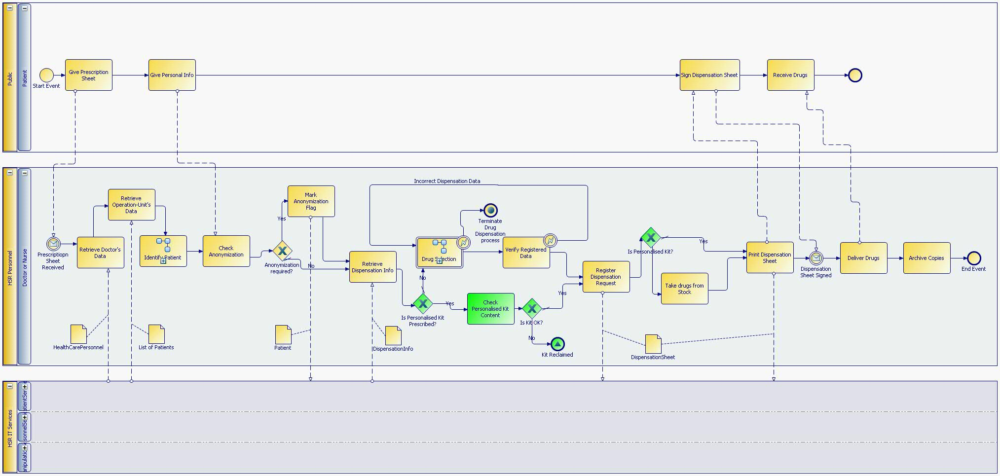 Public
Patient
Start Event
Give Prescription
Sheet
Give Personal Info
Sign Dispensation Sheet
Receive Drugs
HSR Personnel
Doctor or Nurse
Prescriptiopn
Sheet
Received
Retrieve Doctor's
Data
Retrieve
Operation-Unit's
Data
Identify Patient
Check
Anonymization
Anonymization
required?
Yes
No
Mark
Anonymization
Flag
Retrieve
Dispensation Info
Incorrect Dispensation Data
Drug Selection
Terminate
Drug
Dispensation
process
Verify Registered
Data
No
Is Personalised Kit
Prescribed?
Yes
Check
Personalised Kit
Content
Is Kit OK?
Yes
No
Kit Reclaimed
Register
Dispensation
Request
Is Personalised Kit?
Yes
Take drugs from
Stock
Print Dispensation
Sheet
Dispensation
Sheet Signed
Deliver Drugs
Archive Copies
End Event
HealthCarePersonnel
List of Patients
Patient
DispensationInfo
DispensationSheet
HSR IT Services